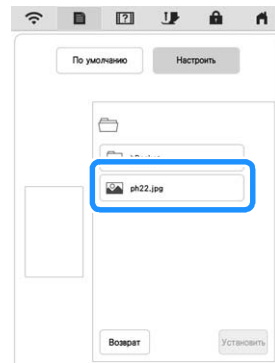 По умолчанию
Настроить
ph22.jpg
Возврат
Установить